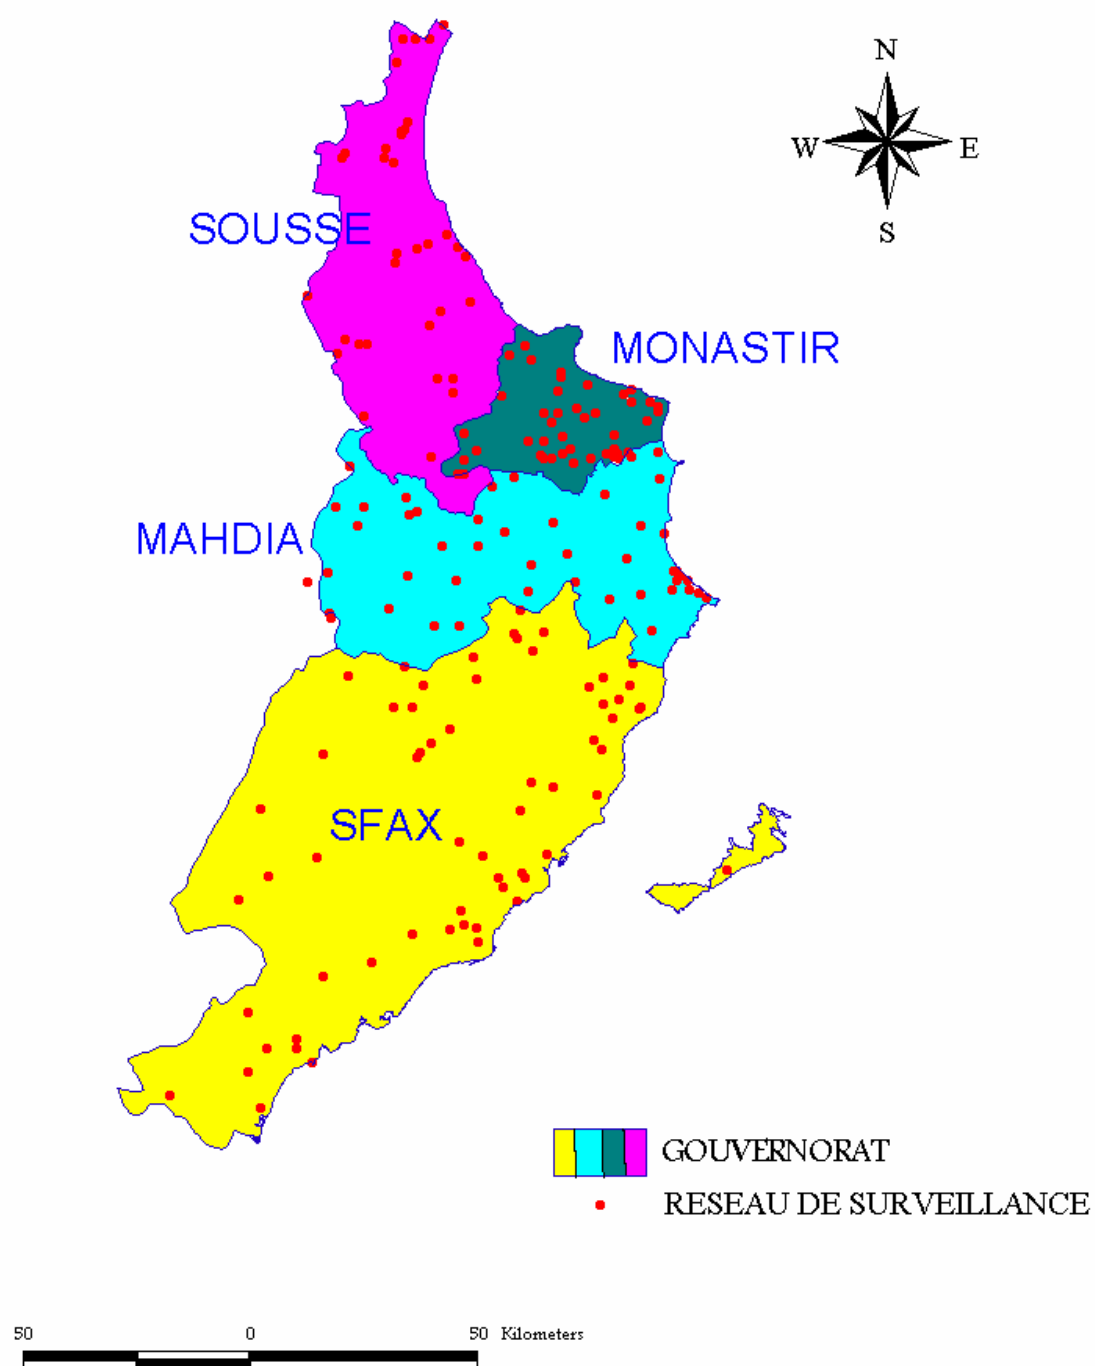 N
W E
S
SOUSSE
MONASTIR
MAHDIA
SFAX
GOUVERNORAT
RESEAU DE SURVEILLANCE
50 0 50 Kilometers